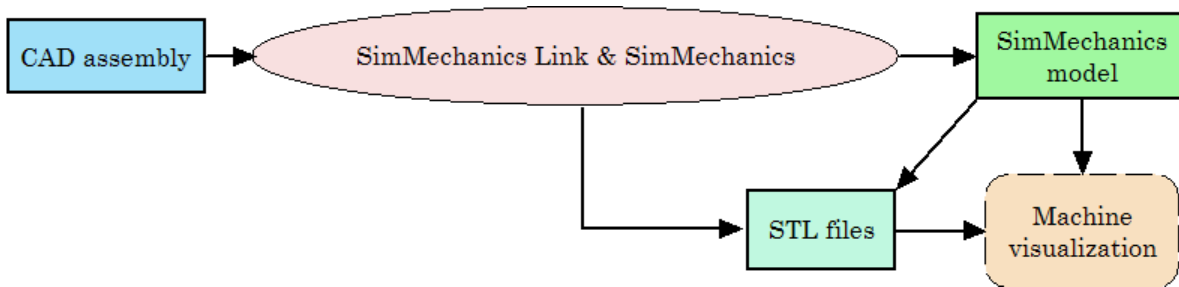 CAD assembly
SimMechanics Link & SimMechanics
SimMechanics
model
STL files
Machine
visualization